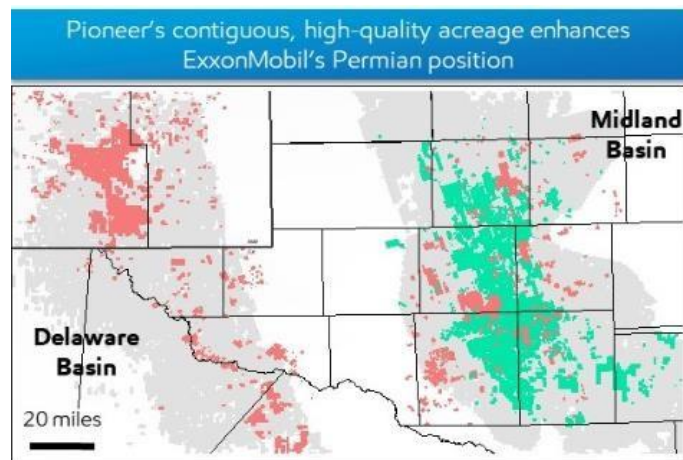 Pioneer's contiguous, high-quality acreage enhances
ExxonMobil's Permian position
Midland
Basin
Delaware
Basin
20 miles